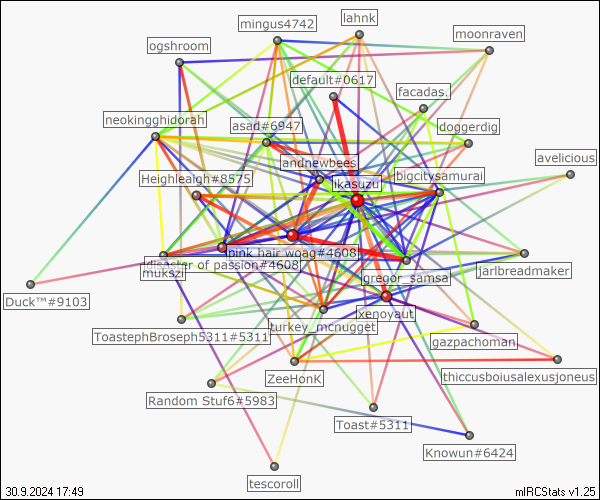 lahnk
mingus4742
moonraven
ogshroom
default#0617
facadas.
neokingghidorah
asad#6947
doggerdig
andnewbees
avelicious
Heighleaigh#8575
likasuzu
bigcitysamurai
pink hair woag#4608
disaster of passion#4608
mukszi
gregor_samsa
jarlbreadmaker
Duck™#9103
xenoyaut
turkey_mcnugget
ToastephBroseph5311#5311
gazpachoman
ZeeHonK
thiccusboiusalexusjoneus
Random Stuf6#5983
Toast#5311
Knowun#6424
tescoroll
30.9.2024 17:49
mIRCStats v1.25